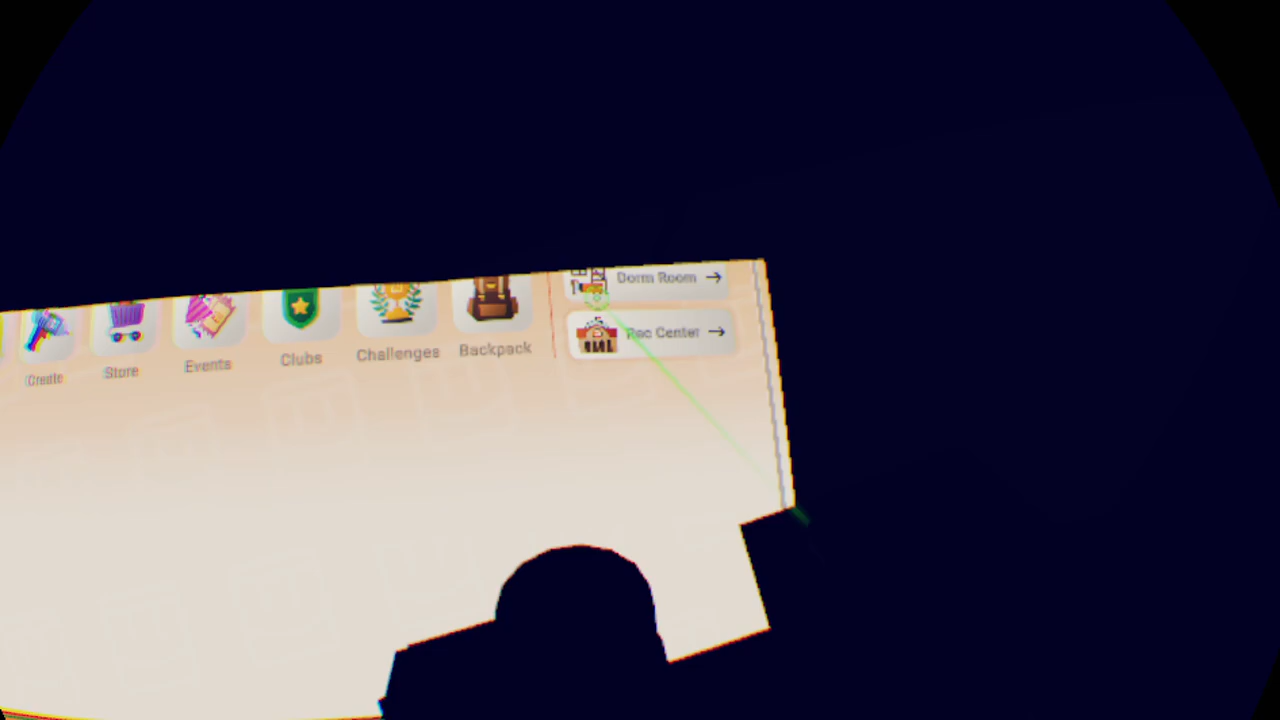 Dorm Room →
Rec Center →
Create
Store
Events
Clubs
Challenges
Backpack